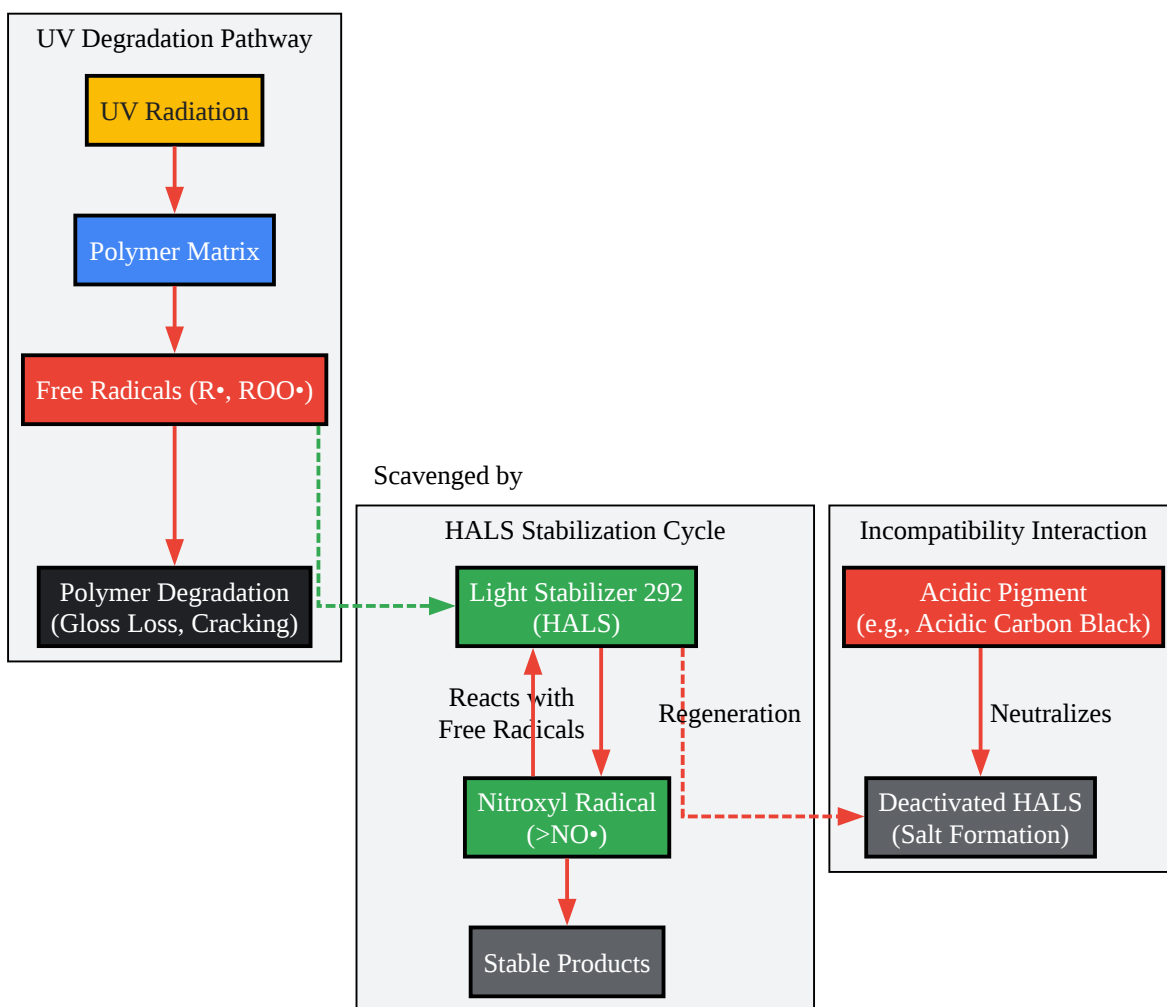 UV Degradation Pathway
UV Radiation
Polymer Matrix
Free Radicals (R•, ROO•)
Polymer Degradation
(Gloss Loss, Cracking)
Scavenged by
HALS Stabilization Cycle
Light Stabilizer 292
(HALS)
Reacts with
Free Radicals
Regeneration
Nitroxyl Radical
(>NO•)
Stable Products
Incompatibility Interaction
Acidic Pigment
(e.g., Acidic Carbon Black)
Neutralizes
Deactivated HALS
(Salt Formation)